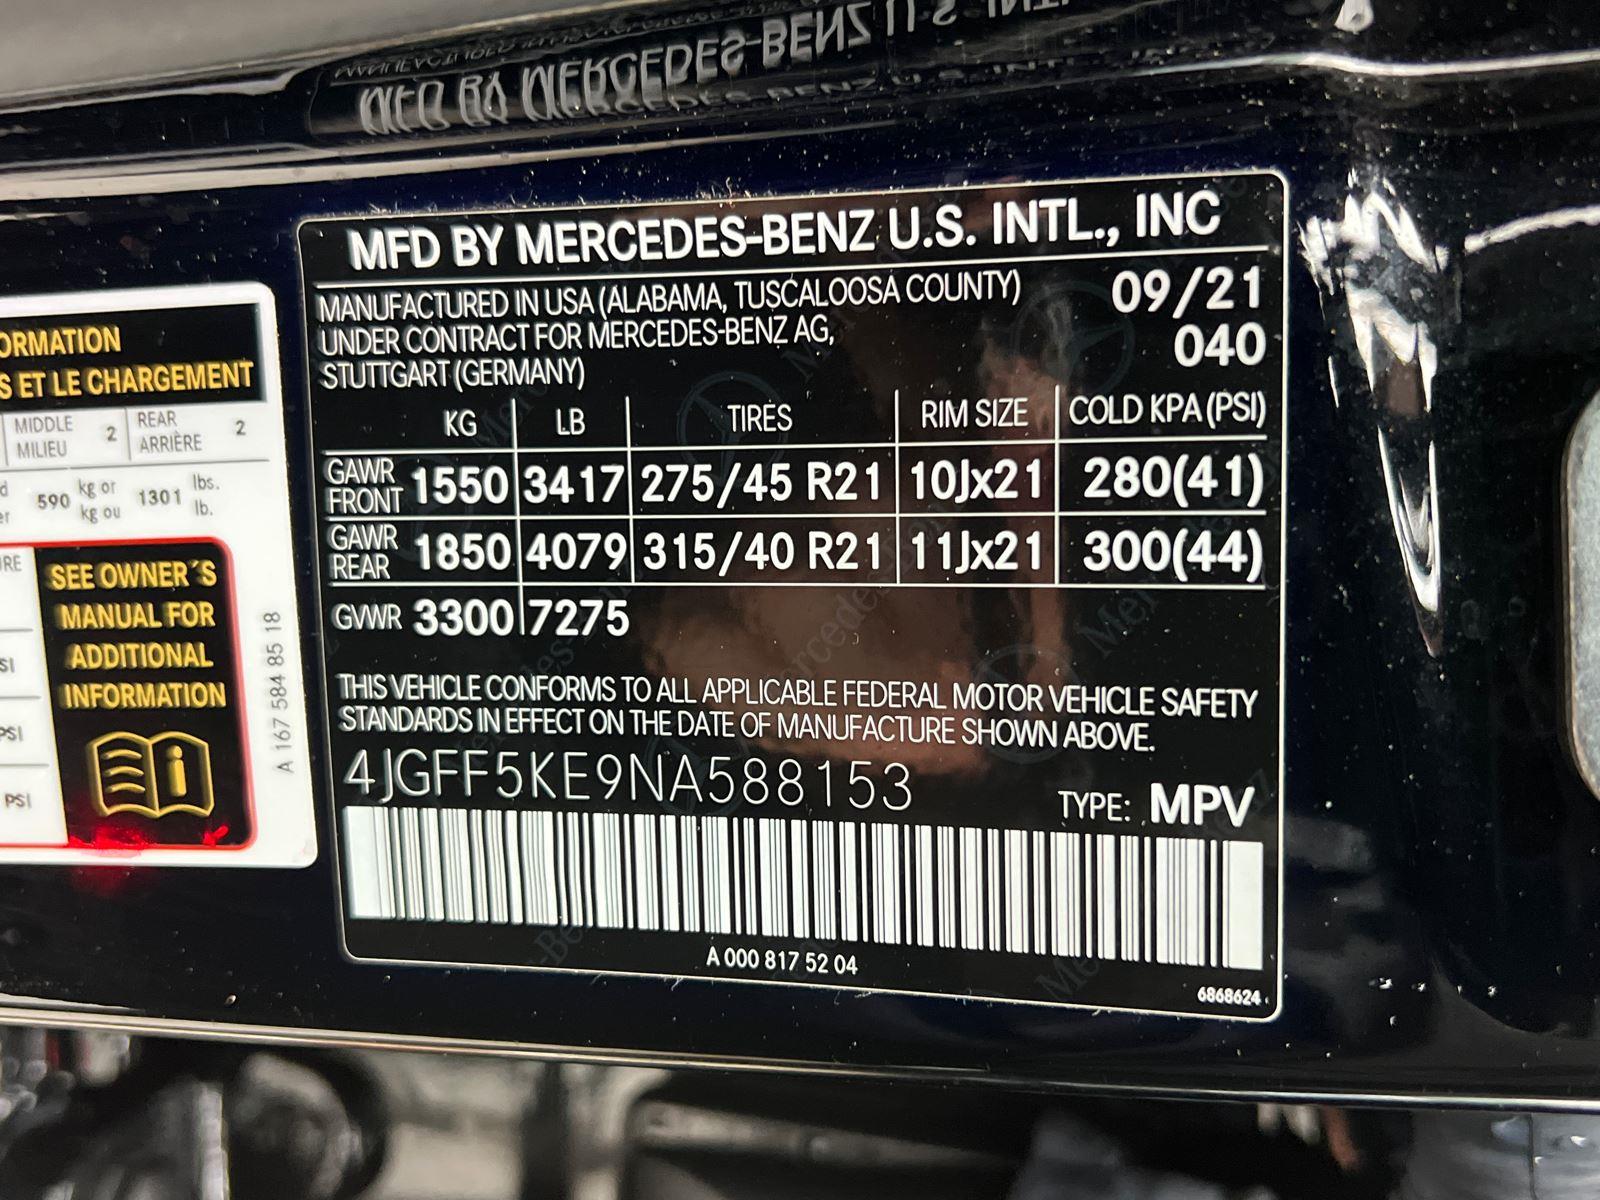 MFD BY MERCEDES-BENZ U.S. INTL., INC
MANUFACTURED IN USA (ALABAMA, TUSCALOOSA COUNTY) 09/21
UNDER CONTRACT FOR MERCEDES-BENZ AG, 040
STUTTGART (GERMANY)
KG LB TIRES RIM SIZE COLD KPA (PSI)
GAWR FRONT 1550 3417 275/45 R21 10Jx21 280(41)
GAWR REAR 1850 4079 315/40 R21 11Jx21 300(44)
GVWR 3300 7275
THIS VEHICLE CONFORMS TO ALL APPLICABLE FEDERAL MOTOR VEHICLE SAFETY
STANDARDS IN EFFECT ON THE DATE OF MANUFACTURE SHOWN ABOVE.
4JGFF5KE9NA588153
TYPE: MPV
A 000 817 52 04
6868624
ET LE CHARGEMENT
MIDDLE MILIEU 2 REAR ARRIÈRE 2
590 kg or kg ou 1301 lbs. lb.
SEE OWNER´S
MANUAL FOR
ADDITIONAL
INFORMATION
PSI
PSI
A 167 584 85 18